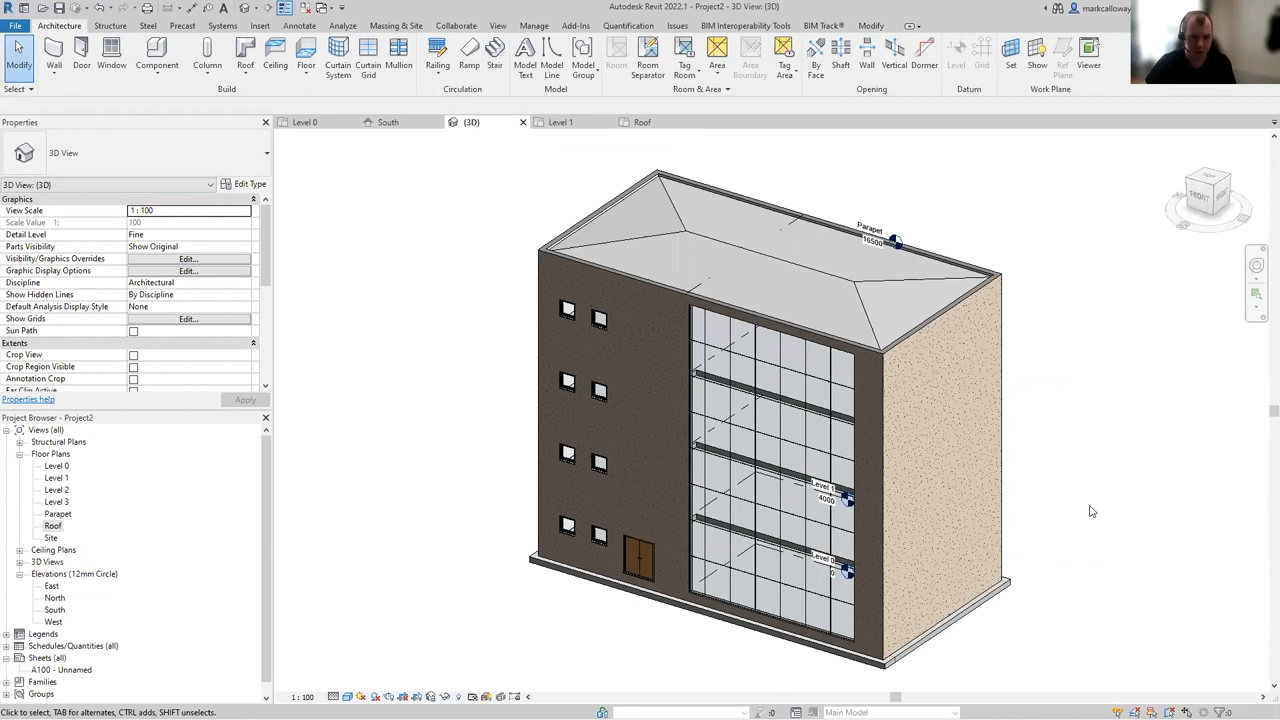 Autodesk Revit 2022.1 - Project2 - 3D View: {3D}
markcalloway
File Architecture Structure Steel Precast Systems Insert Annotate Analyze Massing & Site Collaborate View Manage Add-Ins Quantification Issues BIM Interoperability Tools BIM Track® Modify
Modify Wall Door Window Component Column Roof Ceiling Floor Curtain System Curtain Grid Mullion Railing Ramp Stair Model Text Model Line Model Group Room Room Separator Tag Room Area Area Boundary Tag Area By Face Shaft Wall Vertical Dormer Level Grid Set Show Ref Plane Viewer
Select Build Circulation Model Room & Area Opening Datum Work Plane
Properties
Level 0 South {3D} Level 1 Roof
3D View
3D View: {3D} Edit Type
Graphics
View Scale 1 : 100
Scale Value 1: 100
Detail Level Fine
Parts Visibility Show Original
Visibility/Graphics Overrides Edit...
Graphic Display Options Edit...
Discipline Architectural
Show Hidden Lines By Discipline
Default Analysis Display Style None
Show Grids Edit...
Sun Path
Extents
Crop View
Crop Region Visible
Annotation Crop
Far Clip Active
Properties help Apply
Project Browser - Project2
Views (all)
Structural Plans
Floor Plans
Level 0
Level 1
Level 2
Level 3
Parapet
Roof
Site
Ceiling Plans
3D Views
Elevations (12mm Circle)
East
North
South
West
Legends
Schedules/Quantities (all)
Sheets (all)
A100 - Unnamed
Families
Groups
Parapet
16500
Level 1
4000
Level 0
0
TOP
FRONT
1 : 100
Click to select, TAB for alternates, CTRL adds, SHIFT unselects.
:0
Main Model
:0